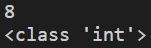 8
<class 'int'>